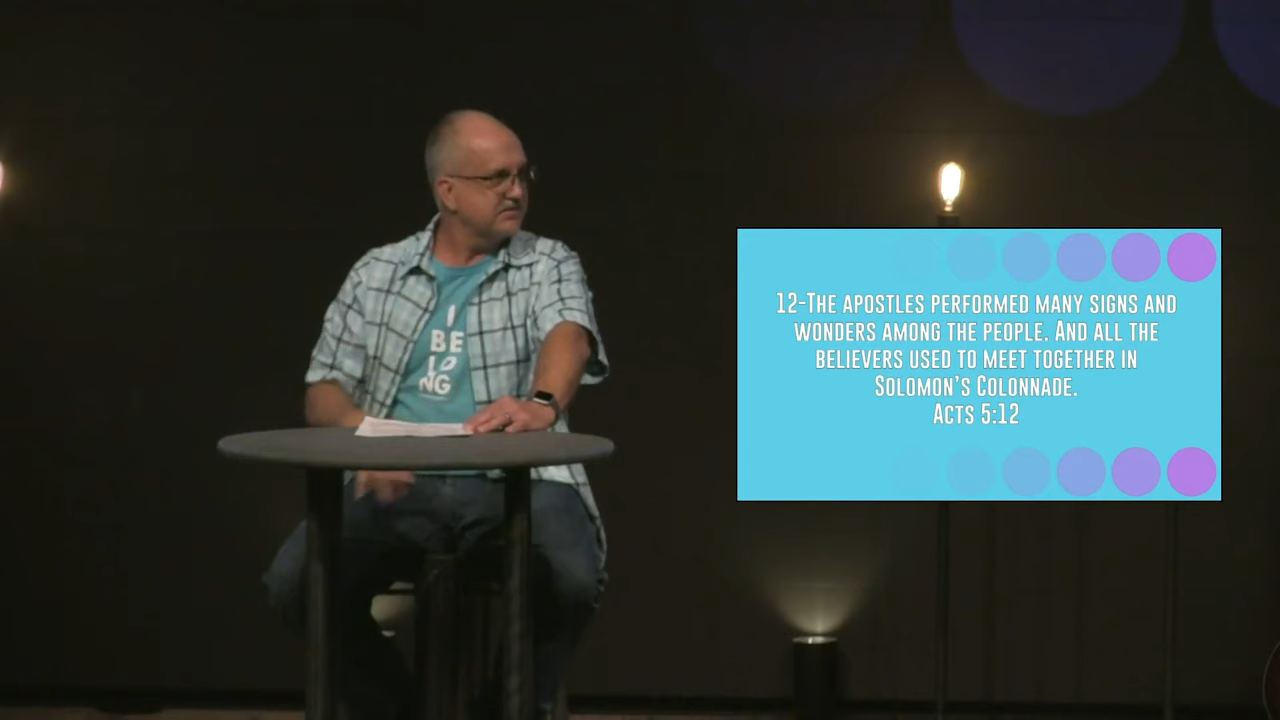 I
BE
LO
NG
12-The apostles performed many signs and
wonders among the people. And all the
believers used to meet together in
Solomon's Colonnade.
Acts 5:12